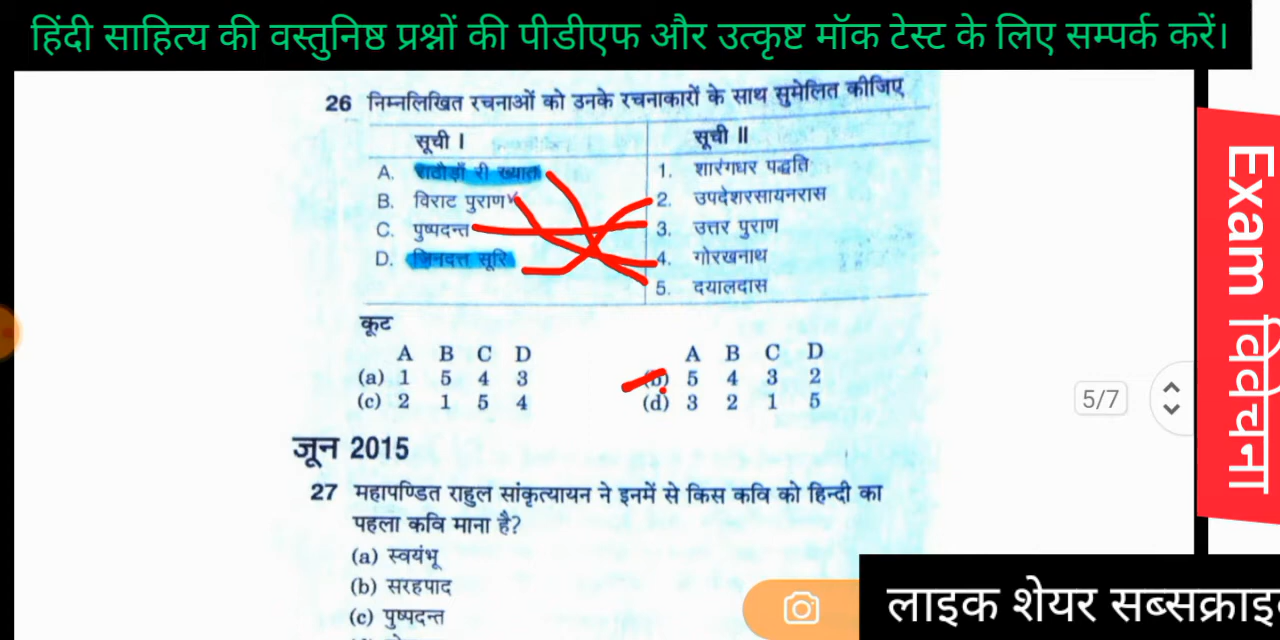 हिंदी साहित्य की वस्तुनिष्ठ प्रश्नों की पीडीएफ और उत्कृष्ट मॉक टेस्ट के लिए सम्पर्क करें।
26 निम्नलिखित रचनाओं को उनके रचनाकारों के साथ सुमेलित कीजिए
सूची I सूची II
A. राठौड़ाँ री ख्यात 1. शारंगधर पद्धति
B. विराट पुराण 2. उपदेशरसायनरास
C. पुष्पदन्त 3. उत्तर पुराण
D. जिनदत्त सूरि 4. गोरखनाथ
5. दयालदास
कूट
A B C D A B C D
(a) 1 5 4 3 (b) 5 4 3 2
(c) 2 1 5 4 (d) 3 2 1 5
5/7
जून 2015
27 महापण्डित राहुल सांकृत्यायन ने इनमें से किस कवि को हिन्दी का
पहला कवि माना है?
(a) स्वयंभू
(b) सरहपाद
(c) पुष्पदन्त
Exam विवेचना
लाइक शेयर सब्सक्राइ